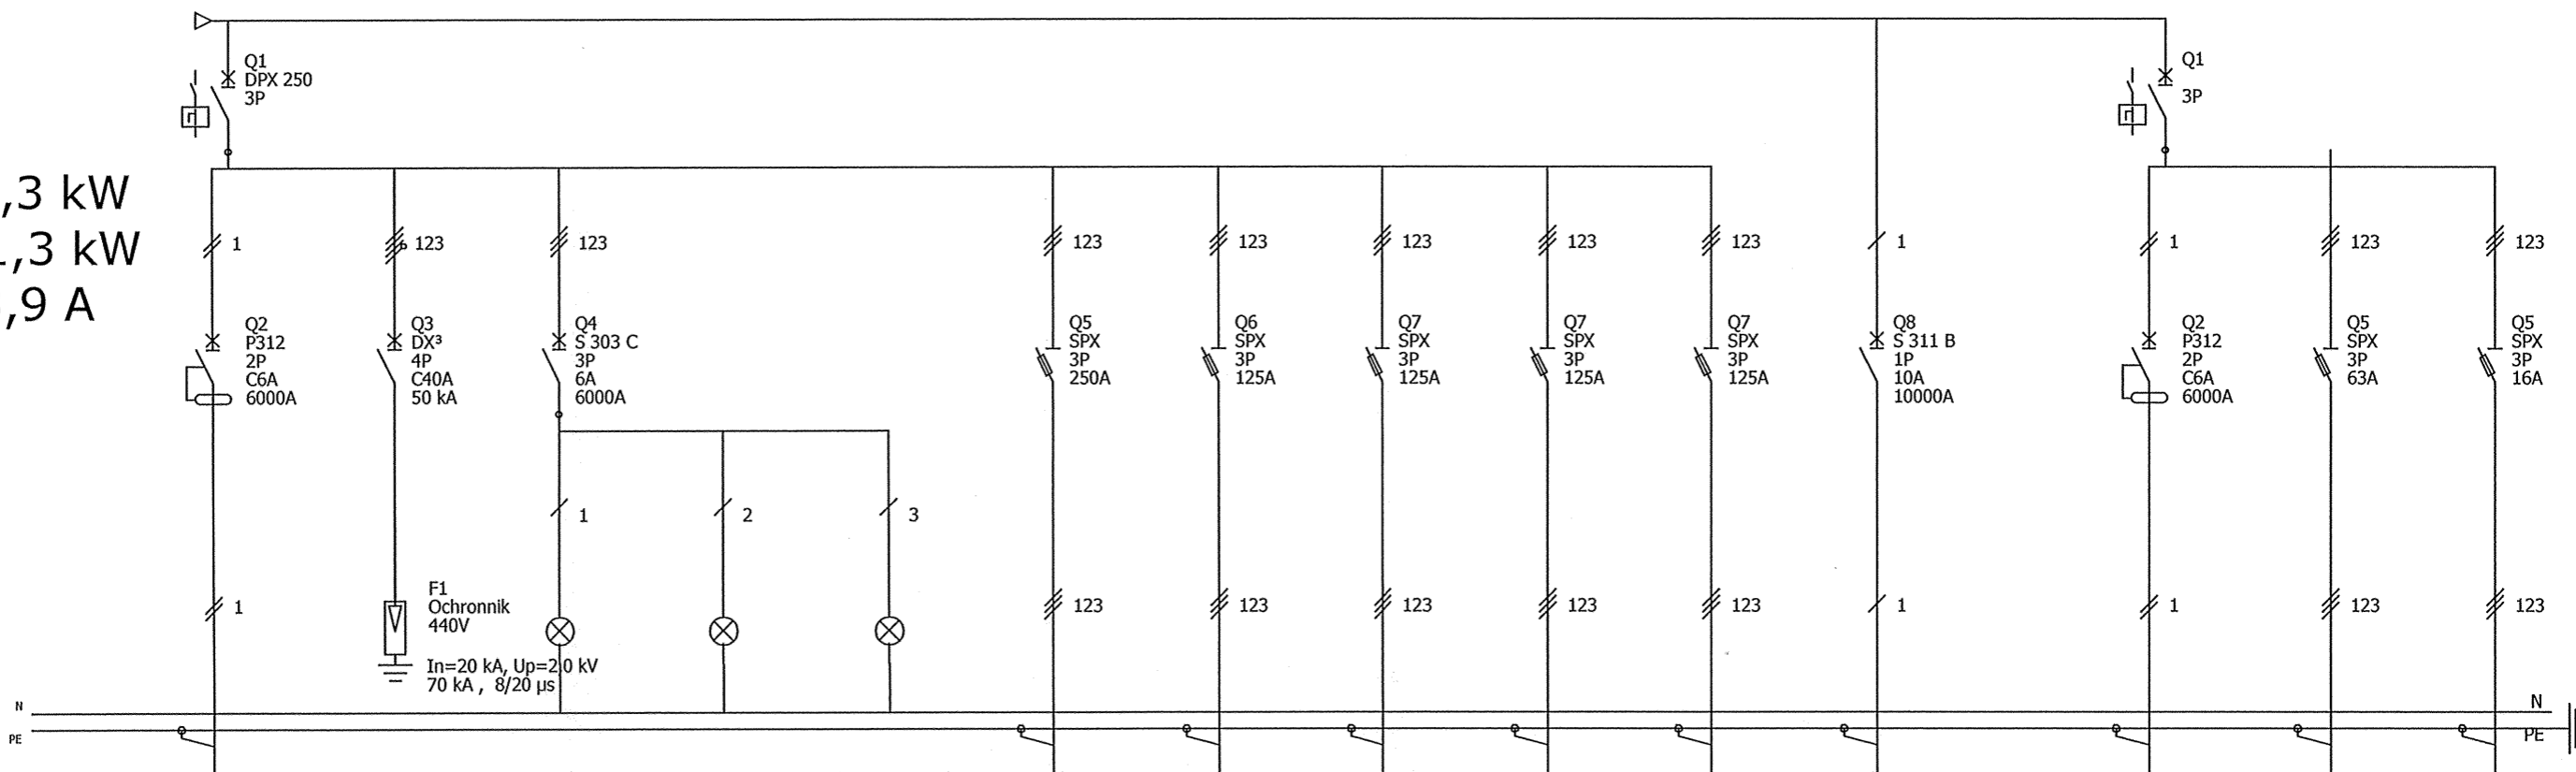 Q1
DPX 250
3P
Q1
3P
,3 kW
,3 kW
,9 A
1
123
123
123
123
123
123
123
1
1
123
123
Q2
P312
2P
C6A
6000A
Q3
DX³
4P
C40A
50 kA
Q4
S 303 C
3P
6A
6000A
Q5
SPX
3P
250A
Q6
SPX
3P
125A
Q7
SPX
3P
125A
Q7
SPX
3P
125A
Q7
SPX
3P
125A
Q8
S 311 B
1P
10A
10000A
Q2
P312
2P
C6A
6000A
Q5
SPX
3P
63A
Q5
SPX
3P
16A
1
2
3
1
F1
Ochronnik
440V
In=20 kA, Up=2,0 kV
70 kA , 8/20 µs
123
123
123
123
123
1
1
123
123
N
PE
N
PE